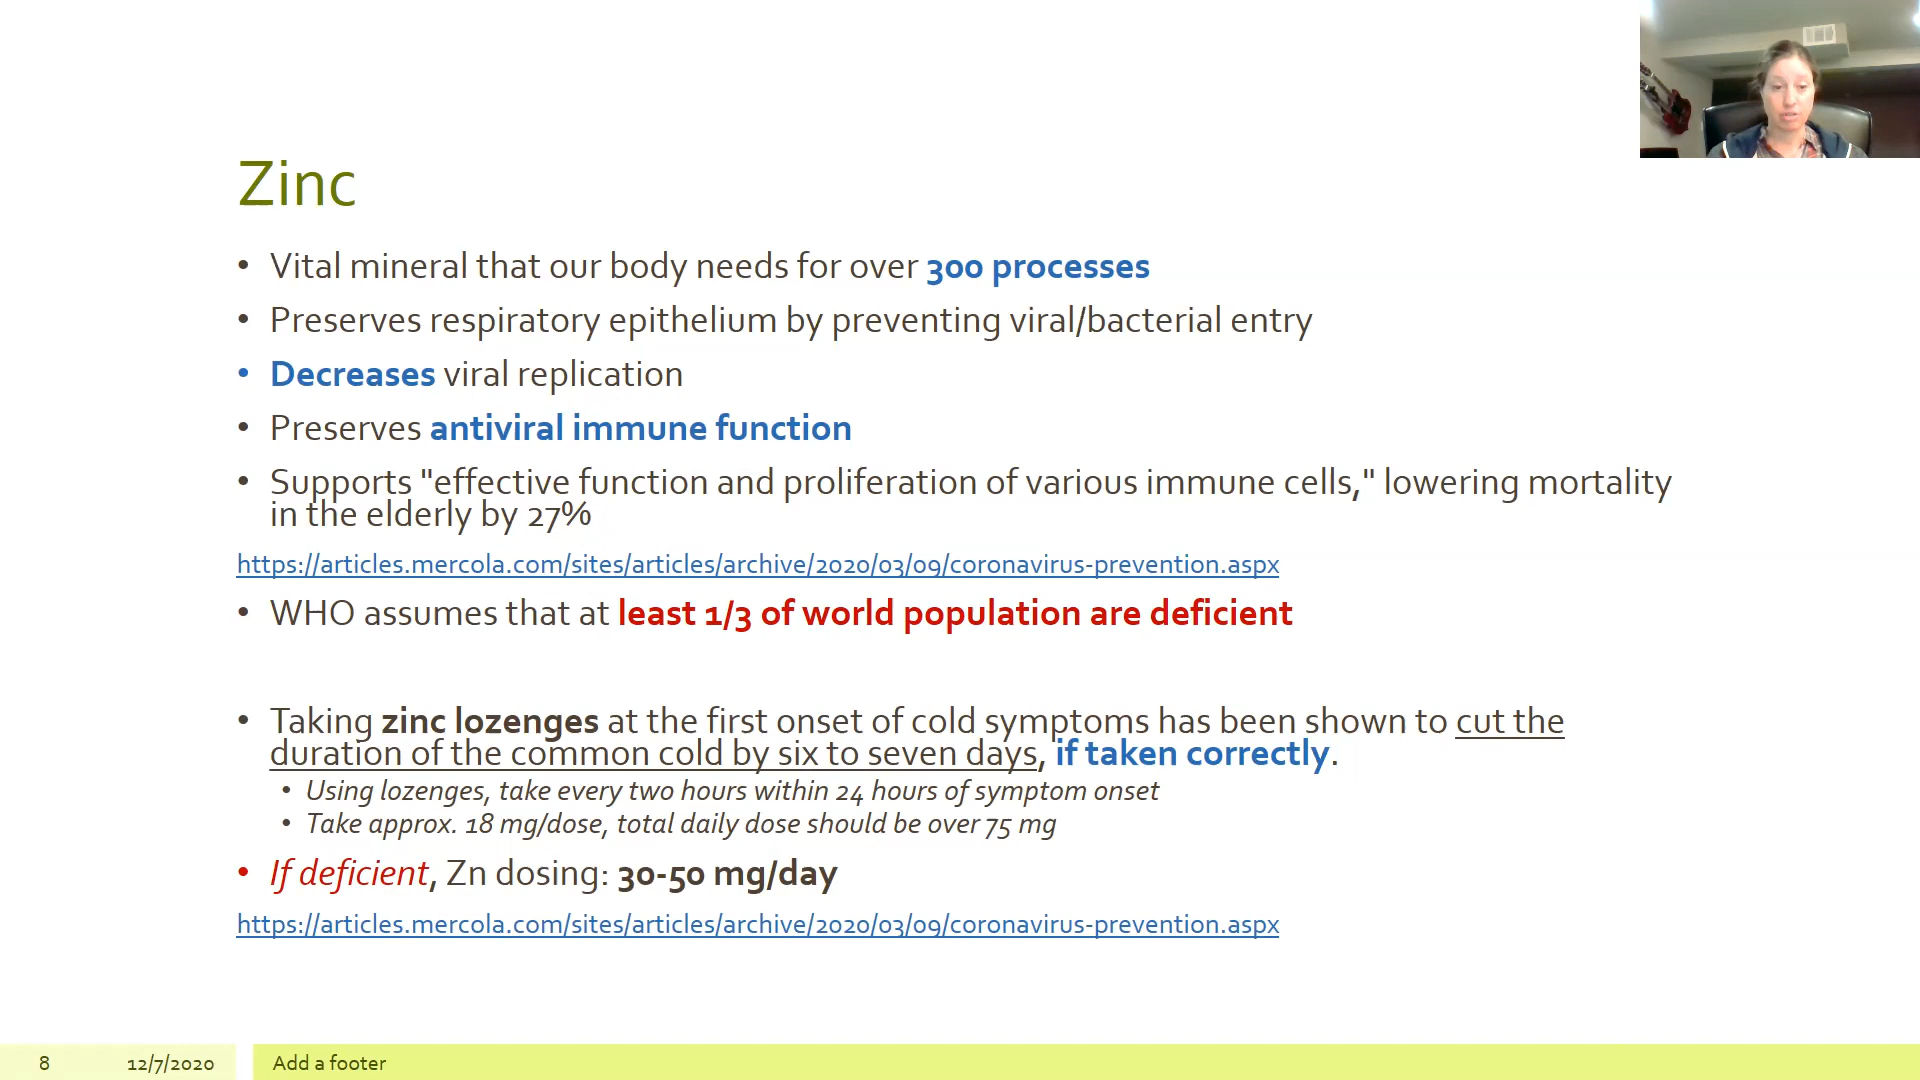 Zinc
• Vital mineral that our body needs for over 300 processes
• Preserves respiratory epithelium by preventing viral/bacterial entry
• Decreases viral replication
• Preserves antiviral immune function
• Supports "effective function and proliferation of various immune cells," lowering mortality
in the elderly by 27%
https://articles.mercola.com/sites/articles/archive/2020/03/09/coronavirus-prevention.aspx
• WHO assumes that at least 1/3 of world population are deficient
• Taking zinc lozenges at the first onset of cold symptoms has been shown to cut the
duration of the common cold by six to seven days, if taken correctly.
• Using lozenges, take every two hours within 24 hours of symptom onset
• Take approx. 18 mg/dose, total daily dose should be over 75 mg
• If deficient, Zn dosing: 30-50 mg/day
https://articles.mercola.com/sites/articles/archive/2020/03/09/coronavirus-prevention.aspx
8 12/7/2020 Add a footer